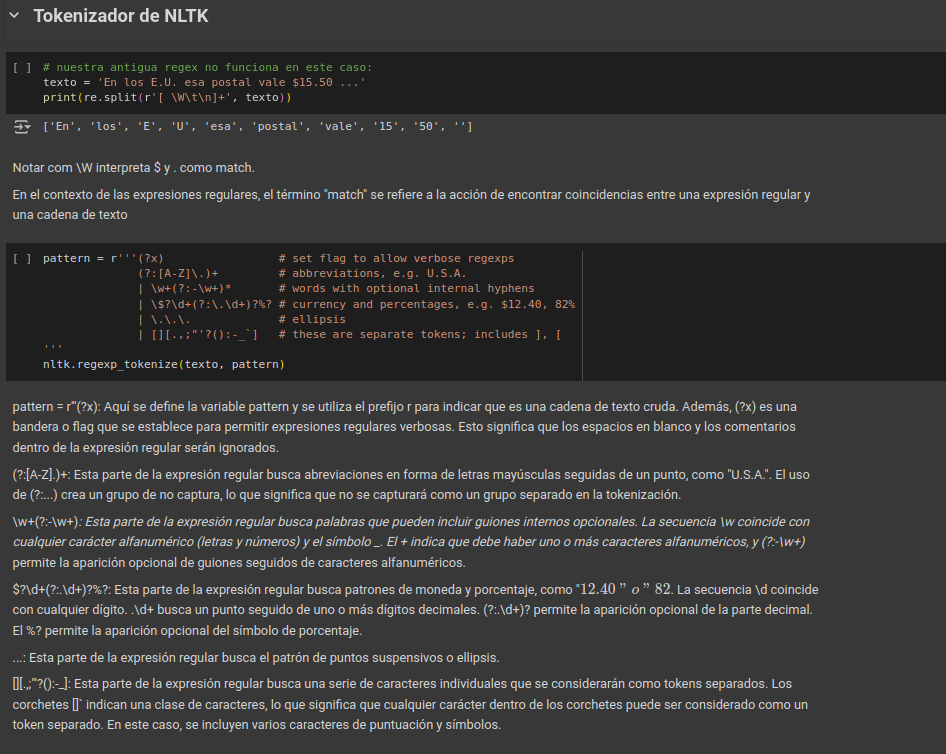 Tokenizador de NLTK
[ ] # nuestra antigua regex no funciona en este caso:
texto = 'En los E.U. esa postal vale $15.50 ...'
print(re.split(r'[ \W\t\n]+', texto))
['En', 'los', 'E', 'U', 'esa', 'postal', 'vale', '15', '50', '']
Notar com \W interpreta $ y . como match.
En el contexto de las expresiones regulares, el término "match" se refiere a la acción de encontrar coincidencias entre una expresión regular y
una cadena de texto
[ ] pattern = r'''(?x) # set flag to allow verbose regexps
(?:[A-Z]\.)+ # abbreviations, e.g. U.S.A.
| \w+(?:-\w+)* # words with optional internal hyphens
| \$?\d+(?:\.\d+)?%? # currency and percentages, e.g. $12.40, 82%
| \.\.\. # ellipsis
| [][.,;"'?():-_`] # these are separate tokens; includes ], [
'''
nltk.regexp_tokenize(texto, pattern)
pattern = r'''(?x): Aquí se define la variable pattern y se utiliza el prefijo r para indicar que es una cadena de texto cruda. Además, (?x) es una
bandera o flag que se establece para permitir expresiones regulares verbosas. Esto significa que los espacios en blanco y los comentarios
dentro de la expresión regular serán ignorados.
(?:[A-Z].)+: Esta parte de la expresión regular busca abreviaciones en forma de letras mayúsculas seguidas de un punto, como "U.S.A.". El uso
de (?:...) crea un grupo de no captura, lo que significa que no se capturará como un grupo separado en la tokenización.
\w+(?:-\w+): Esta parte de la expresión regular busca palabras que pueden incluir guiones internos opcionales. La secuencia \w coincide con
cualquier carácter alfanumérico (letras y números) y el símbolo _. El + indica que debe haber uno o más caracteres alfanuméricos, y (?:-\w+)
permite la aparición opcional de guiones seguidos de caracteres alfanuméricos.
$?\d+(?:.\d+)?%?: Esta parte de la expresión regular busca patrones de moneda y porcentaje, como "12.40 " o " 82. La secuencia \d coincide
con cualquier dígito. .\d+ busca un punto seguido de uno o más dígitos decimales. (?:.\d+)? permite la aparición opcional de la parte decimal.
El %? permite la aparición opcional del símbolo de porcentaje.
...: Esta parte de la expresión regular busca el patrón de puntos suspensivos o ellipsis.
[][.,;"'?():-_]: Esta parte de la expresión regular busca una serie de caracteres individuales que se considerarán como tokens separados. Los
corchetes []` indican una clase de caracteres, lo que significa que cualquier carácter dentro de los corchetes puede ser considerado como un
token separado. En este caso, se incluyen varios caracteres de puntuación y símbolos.